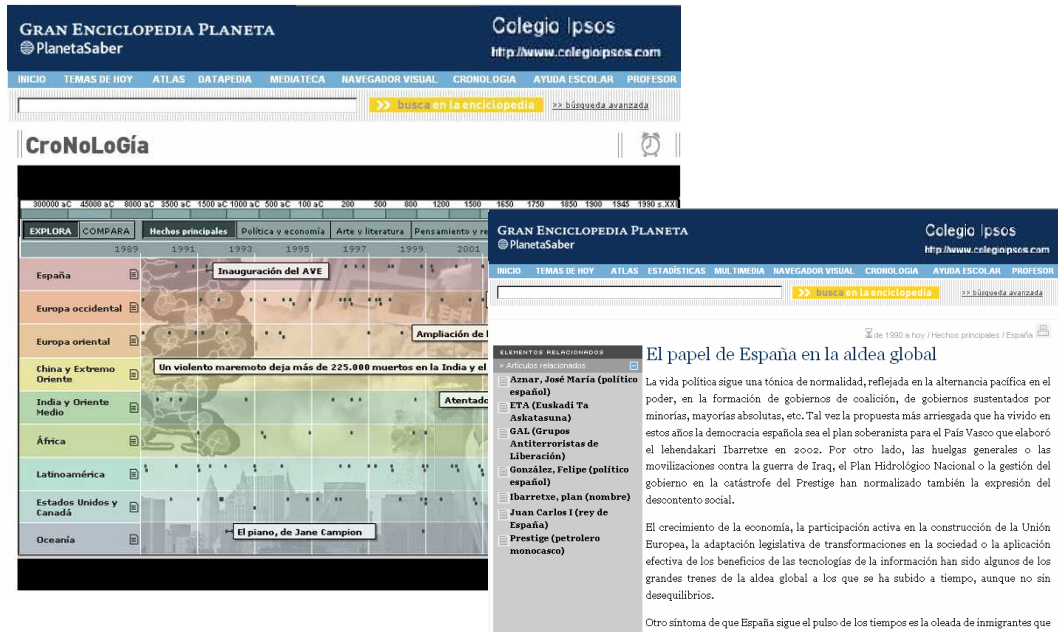 GRAN ENCICLOPEDIA PLANETA
PlanetaSaber
Colegio Ipsos
http://www.colegioipsos.com
INICIO TEMAS DE HOY ATLAS DATAPEDIA MEDIATECA NAVEGADOR VISUAL CRONOLOGIA AYUDA ESCOLAR PROFESOR
>> busca en la enciclopedia >> búsqueda avanzada
CroNoLoGía
300000 aC 45000 aC 8000 aC 3500 aC 1500 aC 1000 aC 500 aC 100 aC 200 500 800 1200 1500 1650 1750 1850 1900 1945 1990 s.XXI
EXPLORA COMPARA Hechos principales Política y economía Arte y literatura Pensamiento y re
1989 1991 1993 1995 1997 1999 2001
España
Inauguración del AVE
Europa occidental
Europa oriental
Ampliación de l
China y Extremo
Oriente
Un violento maremoto deja más de 225.000 muertos en la India y el
India y Oriente
Medio
Atentado
África
Latinoamérica
Estados Unidos y
Canadá
Oceanía
El piano, de Jane Campion
GRAN ENCICLOPEDIA PLANETA
PlanetaSaber
Colegio Ipsos
http://www.colegioipsos.com
INICIO TEMAS DE HOY ATLAS ESTADÍSTICAS MULTIMEDIA NAVEGADOR VISUAL CRONOLOGIA AYUDA ESCOLAR PROFESOR
>> busca en la enciclopedia >> búsqueda avanzada
de 1990 a hoy / Hechos principales / España
ELEMENTOS RELACIONADOS
> Artículos relacionados
Aznar, José María (político
español)
ETA (Euskadi Ta
Askatasuna)
GAL (Grupos
Antiterroristas de
Liberación)
González, Felipe (político
español)
Ibarretxe, plan (nombre)
Juan Carlos I (rey de
España)
Prestige (petrolero
monocasco)
El papel de España en la aldea global
La vida política sigue una tónica de normalidad, reflejada en la alternancia pacífica en el
poder, en la formación de gobiernos de coalición, de gobiernos sustentados por
minorías, mayorías absolutas, etc. Tal vez la propuesta más arriesgada que ha vivido en
estos años la democracia española sea el plan soberanista para el País Vasco que elaboró
el lehendakari Ibarretxe en 2002. Por otro lado, las huelgas generales o las
movilizaciones contra la guerra de Iraq, el Plan Hidrológico Nacional o la gestión del
gobierno en la catástrofe del Prestige han normalizado también la expresión del
descontento social.
El crecimiento de la economía, la participación activa en la construcción de la Unión
Europea, la adaptación legislativa de transformaciones en la sociedad o la aplicación
efectiva de los beneficios de las tecnologías de la información han sido algunos de los
grandes trenes de la aldea global a los que se ha subido a tiempo, aunque no sin
desequilibrios.
Otro síntoma de que España sigue el pulso de los tiempos es la oleada de inmigrantes que